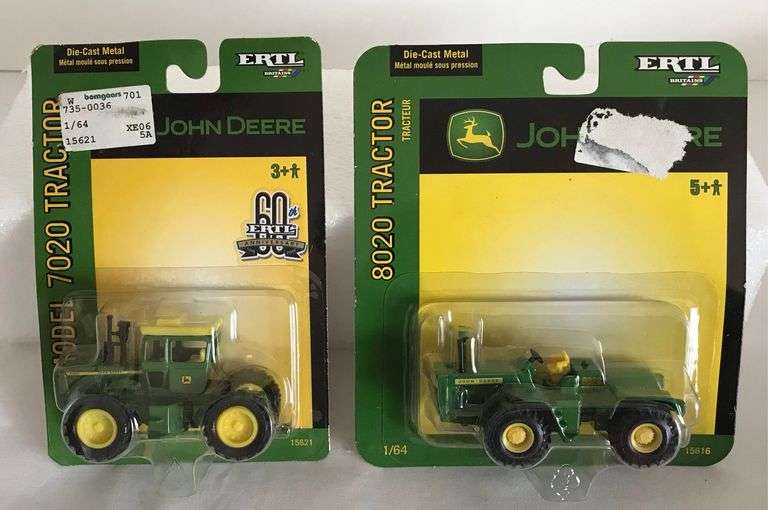 Die-Cast Metal
Métal moulé sous pression
ERTL
BRITAINS
W bomgaars 701
735-0036
1/64 XE06
15621 5A
JOHN DEERE
MODEL 7020 TRACTOR
3+
60th
ERTL
ANNIVERSARY
15621
Die-Cast Metal
Métal moulé sous pression
ERTL
BRITAINS
8020 TRACTOR
TRACTEUR
JOHN DEERE
5+
JOHN DEERE
1/64
15616